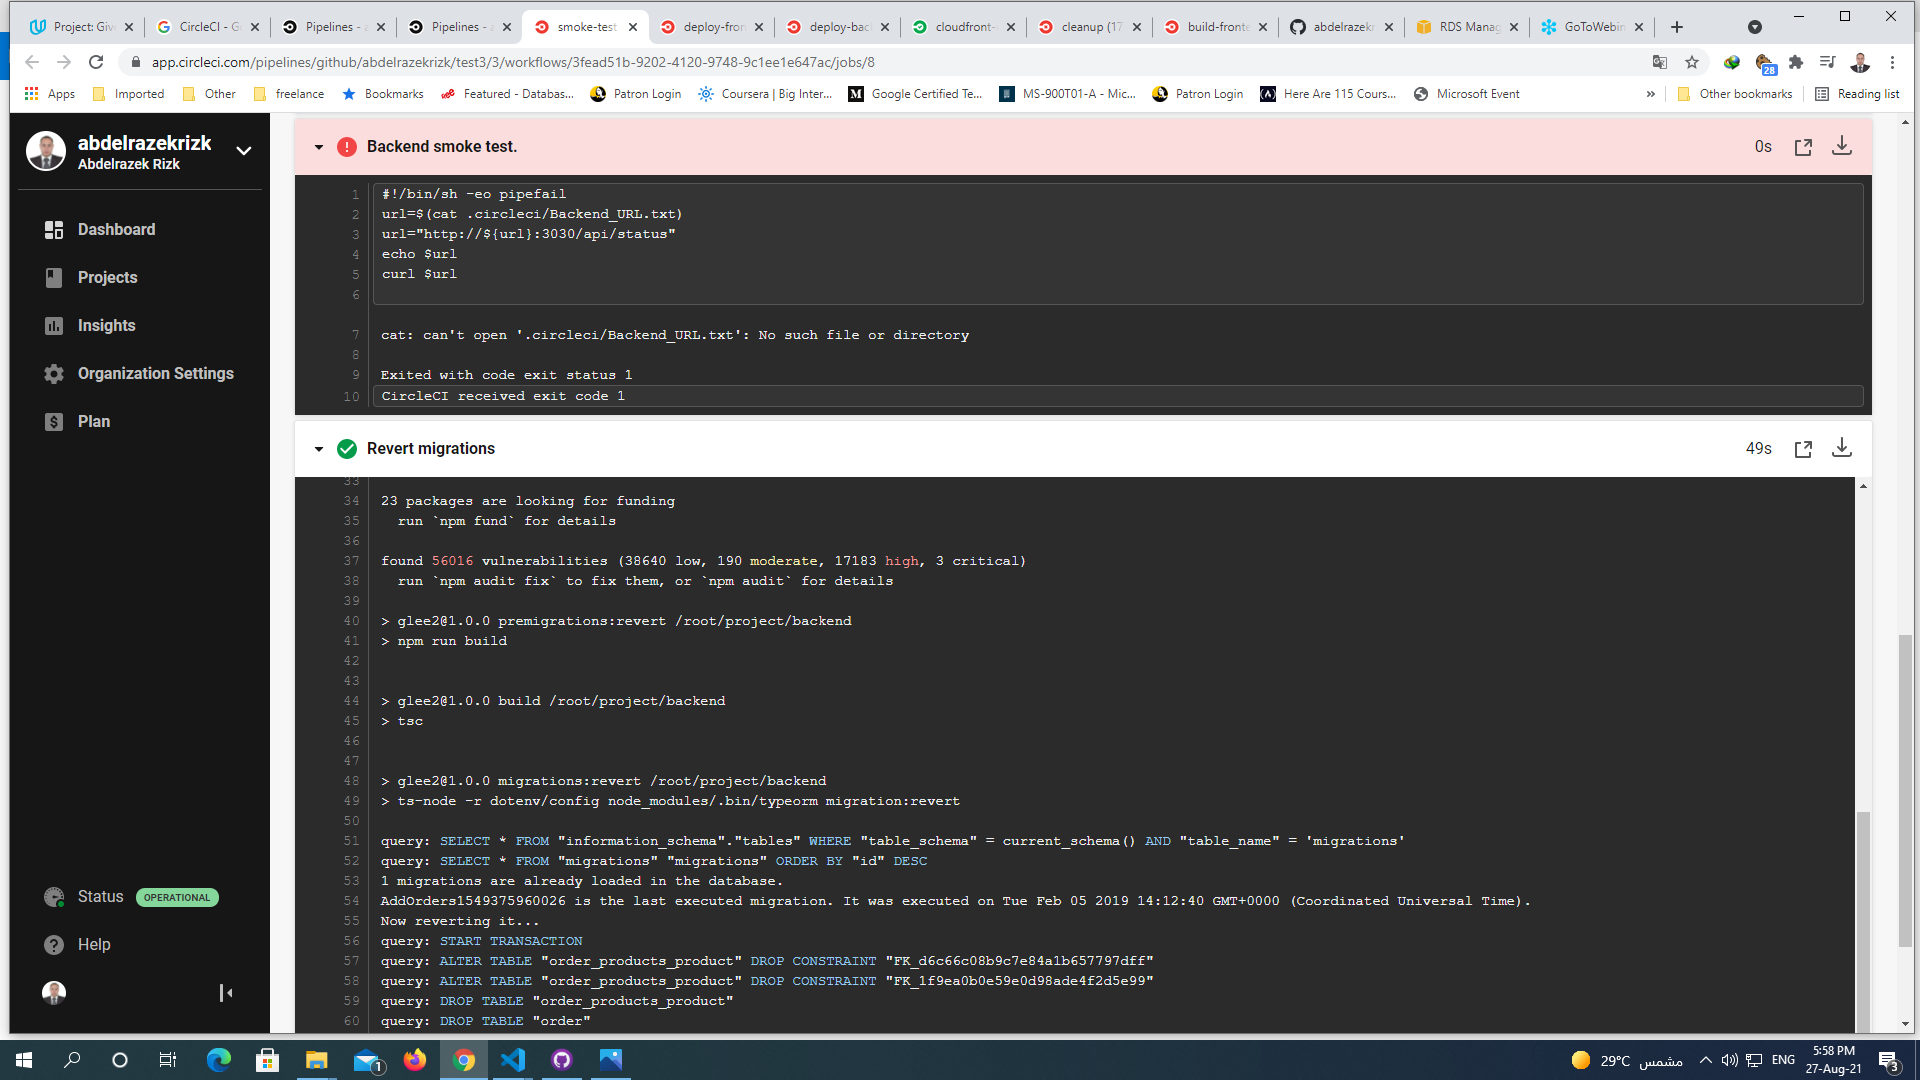 Project: Giv
CircleCI - G
Pipelines - a
Pipelines - a
smoke-test
deploy-fron
deploy-bac
cloudfront-
cleanup (17
build-fronte
abdelrazekr
RDS Manag
GoToWebin
app.circleci.com/pipelines/github/abdelrazekrizk/test3/3/workflows/3fead51b-9202-4120-9748-9c1ee1e647ac/jobs/8
28
Apps
Imported
Other
freelance
Bookmarks
Featured - Databas...
Patron Login
Coursera | Big Inter...
Google Certified Te...
MS-900T01-A - Mic...
Patron Login
Here Are 115 Cours...
Microsoft Event
»
Other bookmarks
Reading list
abdelrazekrizk
Abdelrazek Rizk
Dashboard
Projects
Insights
Organization Settings
Plan
Status OPERATIONAL
Help
Backend smoke test.
0s
1 #!/bin/sh -eo pipefail
2 url=$(cat .circleci/Backend_URL.txt)
3 url="http://${url}:3030/api/status"
4 echo $url
5 curl $url
6
7 cat: can't open '.circleci/Backend_URL.txt': No such file or directory
8
9 Exited with code exit status 1
10 CircleCI received exit code 1
Revert migrations
49s
33
34 23 packages are looking for funding
35 run `npm fund` for details
36
37 found 56016 vulnerabilities (38640 low, 190 moderate, 17183 high, 3 critical)
38 run `npm audit fix` to fix them, or `npm audit` for details
39
40 > glee2@1.0.0 premigrations:revert /root/project/backend
41 > npm run build
42
43
44 > glee2@1.0.0 build /root/project/backend
45 > tsc
46
47
48 > glee2@1.0.0 migrations:revert /root/project/backend
49 > ts-node -r dotenv/config node_modules/.bin/typeorm migration:revert
50
51 query: SELECT * FROM "information_schema"."tables" WHERE "table_schema" = current_schema() AND "table_name" = 'migrations'
52 query: SELECT * FROM "migrations" "migrations" ORDER BY "id" DESC
53 1 migrations are already loaded in the database.
54 AddOrders1549375960026 is the last executed migration. It was executed on Tue Feb 05 2019 14:12:40 GMT+0000 (Coordinated Universal Time).
55 Now reverting it...
56 query: START TRANSACTION
57 query: ALTER TABLE "order_products_product" DROP CONSTRAINT "FK_d6c66c08b9c7e84a1b657797dff"
58 query: ALTER TABLE "order_products_product" DROP CONSTRAINT "FK_1f9ea0b0e59e0d98ade4f2d5e99"
59 query: DROP TABLE "order_products_product"
60 query: DROP TABLE "order"
1
29°C مشمس
ENG
5:58 PM
27-Aug-21
3